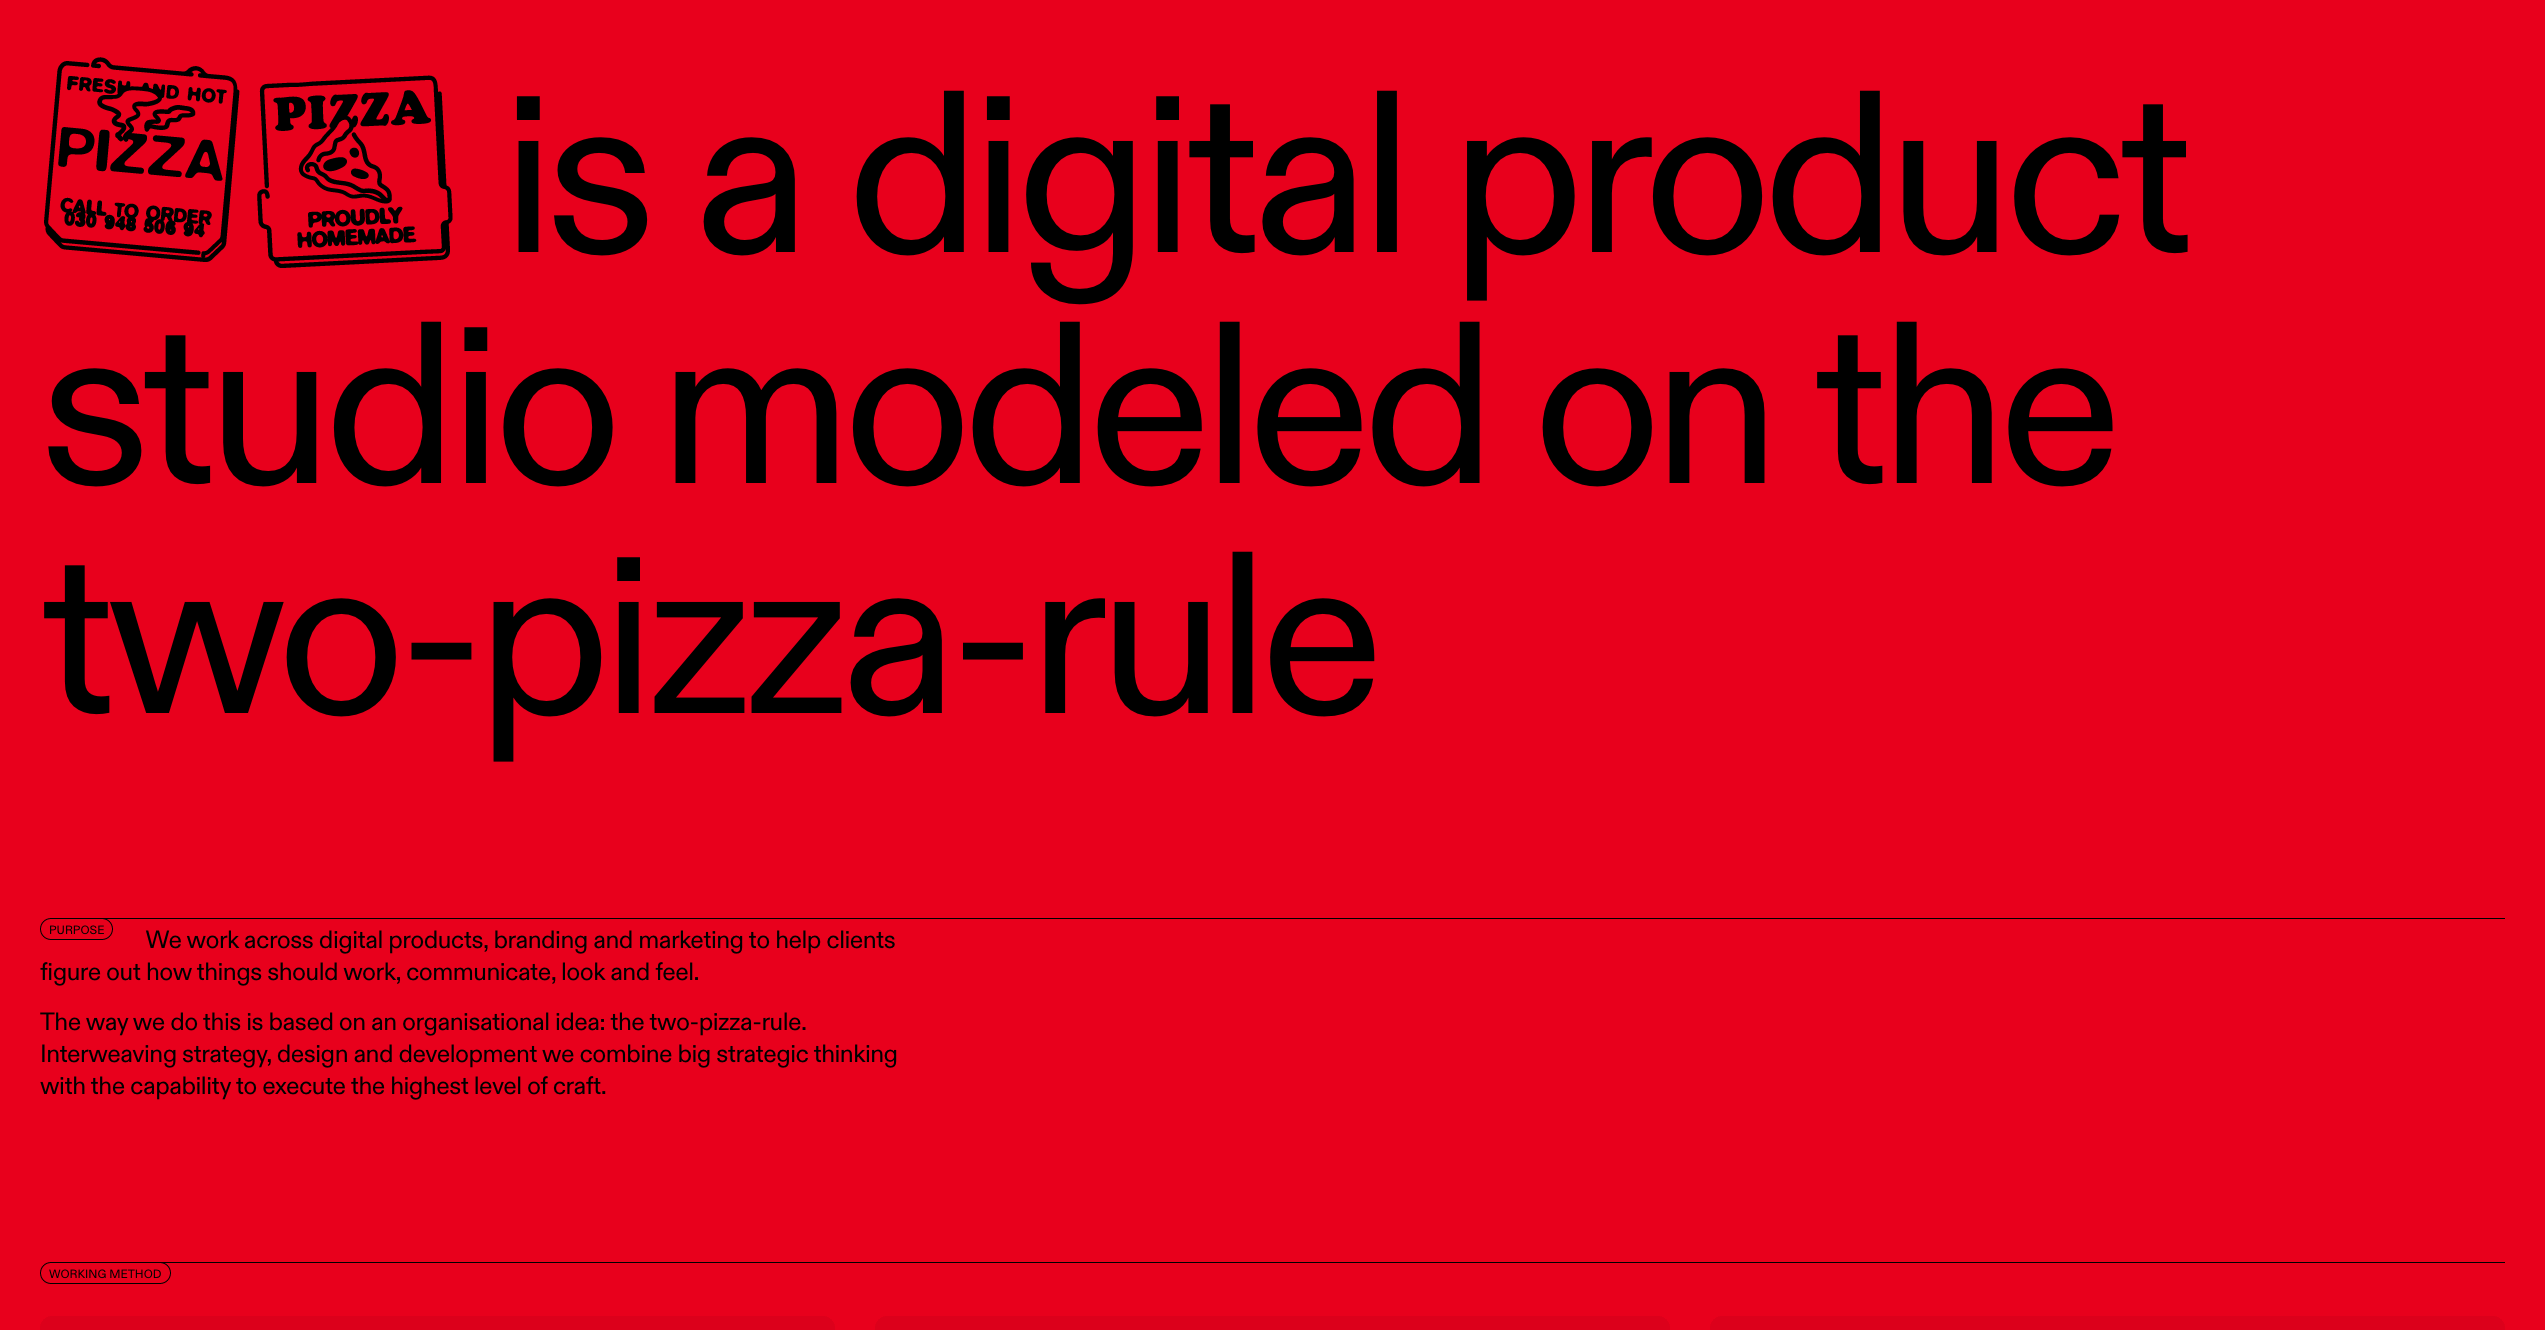 FRESH AND HOT
PIZZA
CALL TO ORDER
030 948 506 94
PIZZA
PROUDLY
HOMEMADE
is a digital product
studio modeled on the
two-pizza-rule
PURPOSE
We work across digital products, branding and marketing to help clients
figure out how things should work, communicate, look and feel.
The way we do this is based on an organisational idea: the two-pizza-rule.
Interweaving strategy, design and development we combine big strategic thinking
with the capability to execute the highest level of craft.
WORKING METHOD